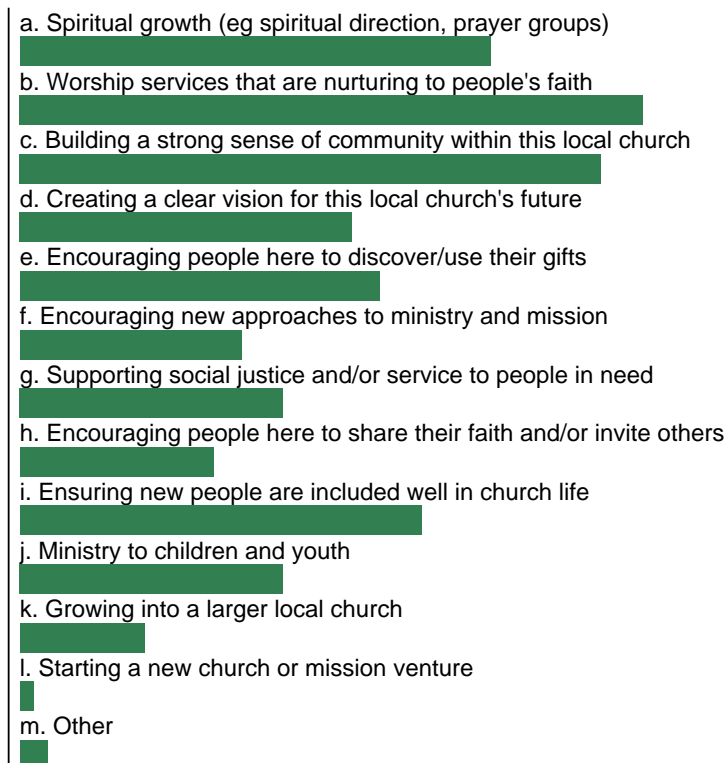 a. Spiritual growth (eg spiritual direction, prayer groups)
b. Worship services that are nurturing to people's faith
c. Building a strong sense of community within this local church
d. Creating a clear vision for this local church's future
e. Encouraging people here to discover/use their gifts
f. Encouraging new approaches to ministry and mission
g. Supporting social justice and/or service to people in need
h. Encouraging people here to share their faith and/or invite others
i. Ensuring new people are included well in church life
j. Ministry to children and youth
k. Growing into a larger local church
l. Starting a new church or mission venture
m. Other